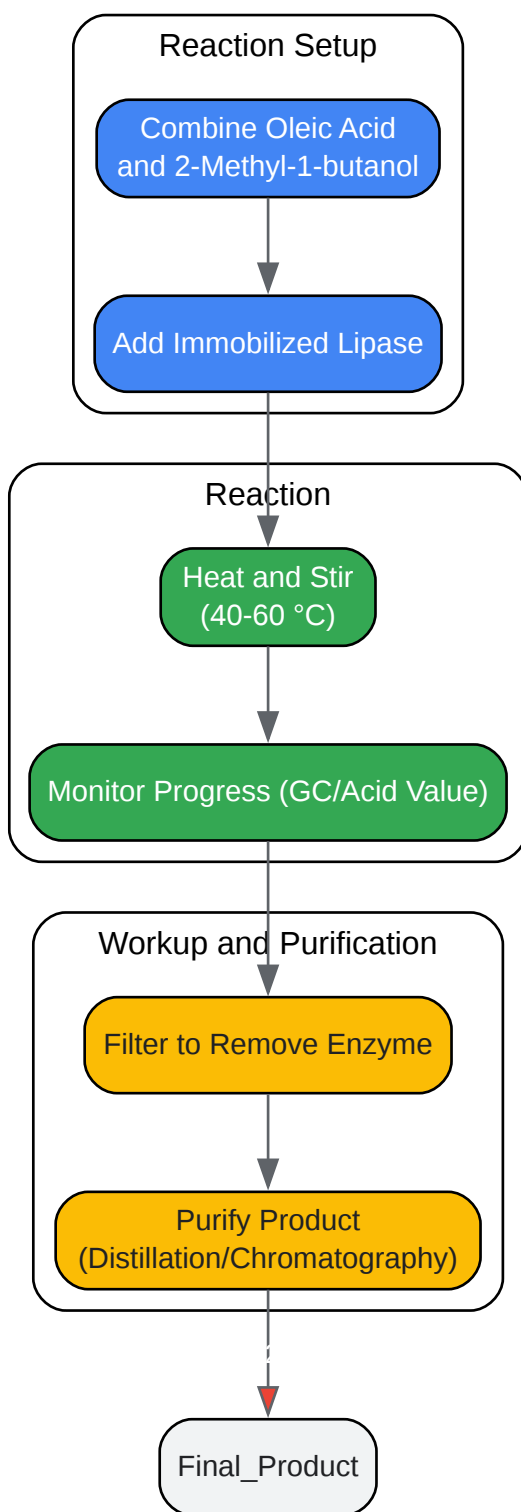 Reaction Setup
Combine Oleic Acid
and 2-Methyl-1-butanol
Add Immobilized Lipase
Reaction
Heat and Stir
(40-60 °C)
Monitor Progress (GC/Acid Value)
Workup and Purification
Filter to Remove Enzyme
Purify Product
(Distillation/Chromatography)
Final_Product